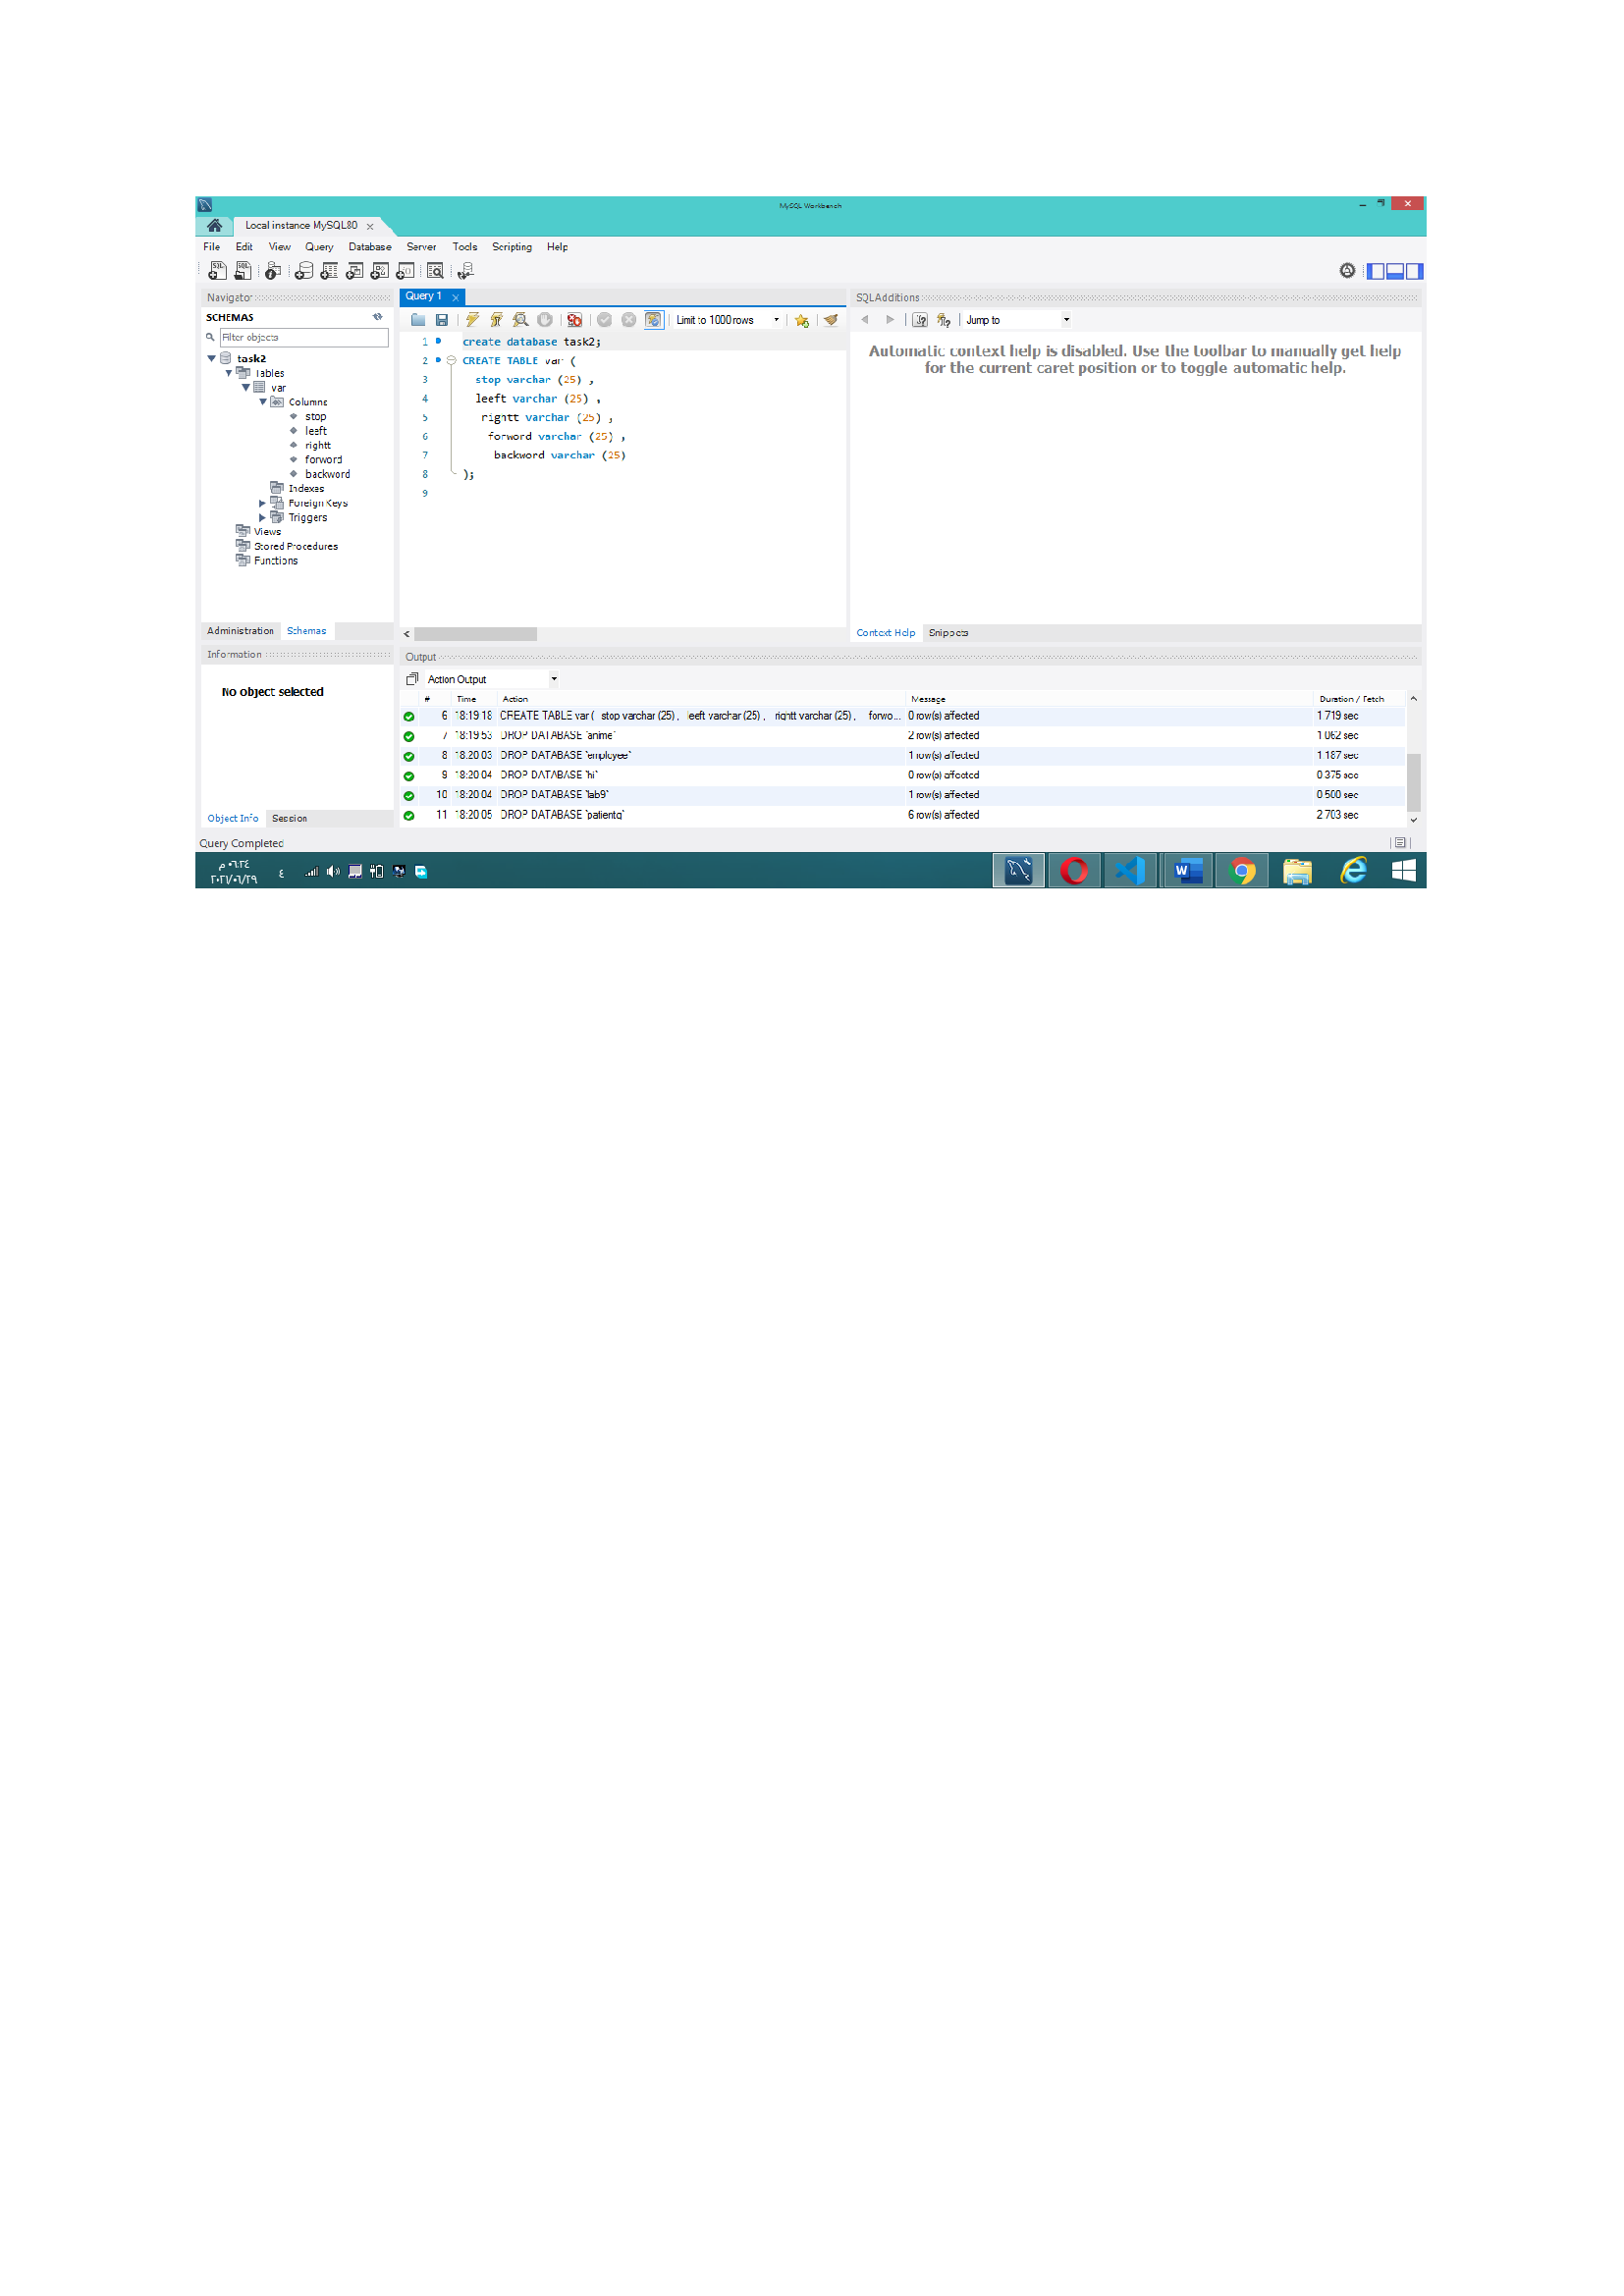 MySQL Workbench
Local instance MySQL80
File Edit View Query Database Server Tools Scripting Help
Navigator
SCHEMAS
Filter objects
task2
Tables
var
Columns
stop
leeft
rightt
forword
backword
Indexes
Foreign Keys
Triggers
Views
Stored Procedures
Functions
Administration Schemas
Information
No object selected
Object Info Session
Query 1
Limit to 1000 rows
1 create database task2;
2 CREATE TABLE var (
3 stop varchar (25) ,
4 leeft varchar (25) ,
5 rightt varchar (25) ,
6 forword varchar (25) ,
7 backword varchar (25)
8 );
9
SQLAdditions
Jump to
Automatic context help is disabled. Use the toolbar to manually get help
for the current caret position or to toggle automatic help.
Context Help Snippets
Output
Action Output
# Time Action Message Duration / Fetch
6 18:19:18 CREATE TABLE var ( stop varchar (25) , leeft varchar (25) , rightt varchar (25) , forwo... 0 row(s) affected 1.719 sec
7 18:19:53 DROP DATABASE `anime` 2 row(s) affected 1.062 sec
8 18:20:03 DROP DATABASE `employee` 1 row(s) affected 1.187 sec
9 18:20:04 DROP DATABASE `hi` 0 row(s) affected 0.375 sec
10 18:20:04 DROP DATABASE `lab9` 1 row(s) affected 0.500 sec
11 18:20:05 DROP DATABASE 6 row(s) affected 2.703 sec
Query Completed
٠٦:٢٤ م
٢٠٢١/٠٦/٢٩
ع